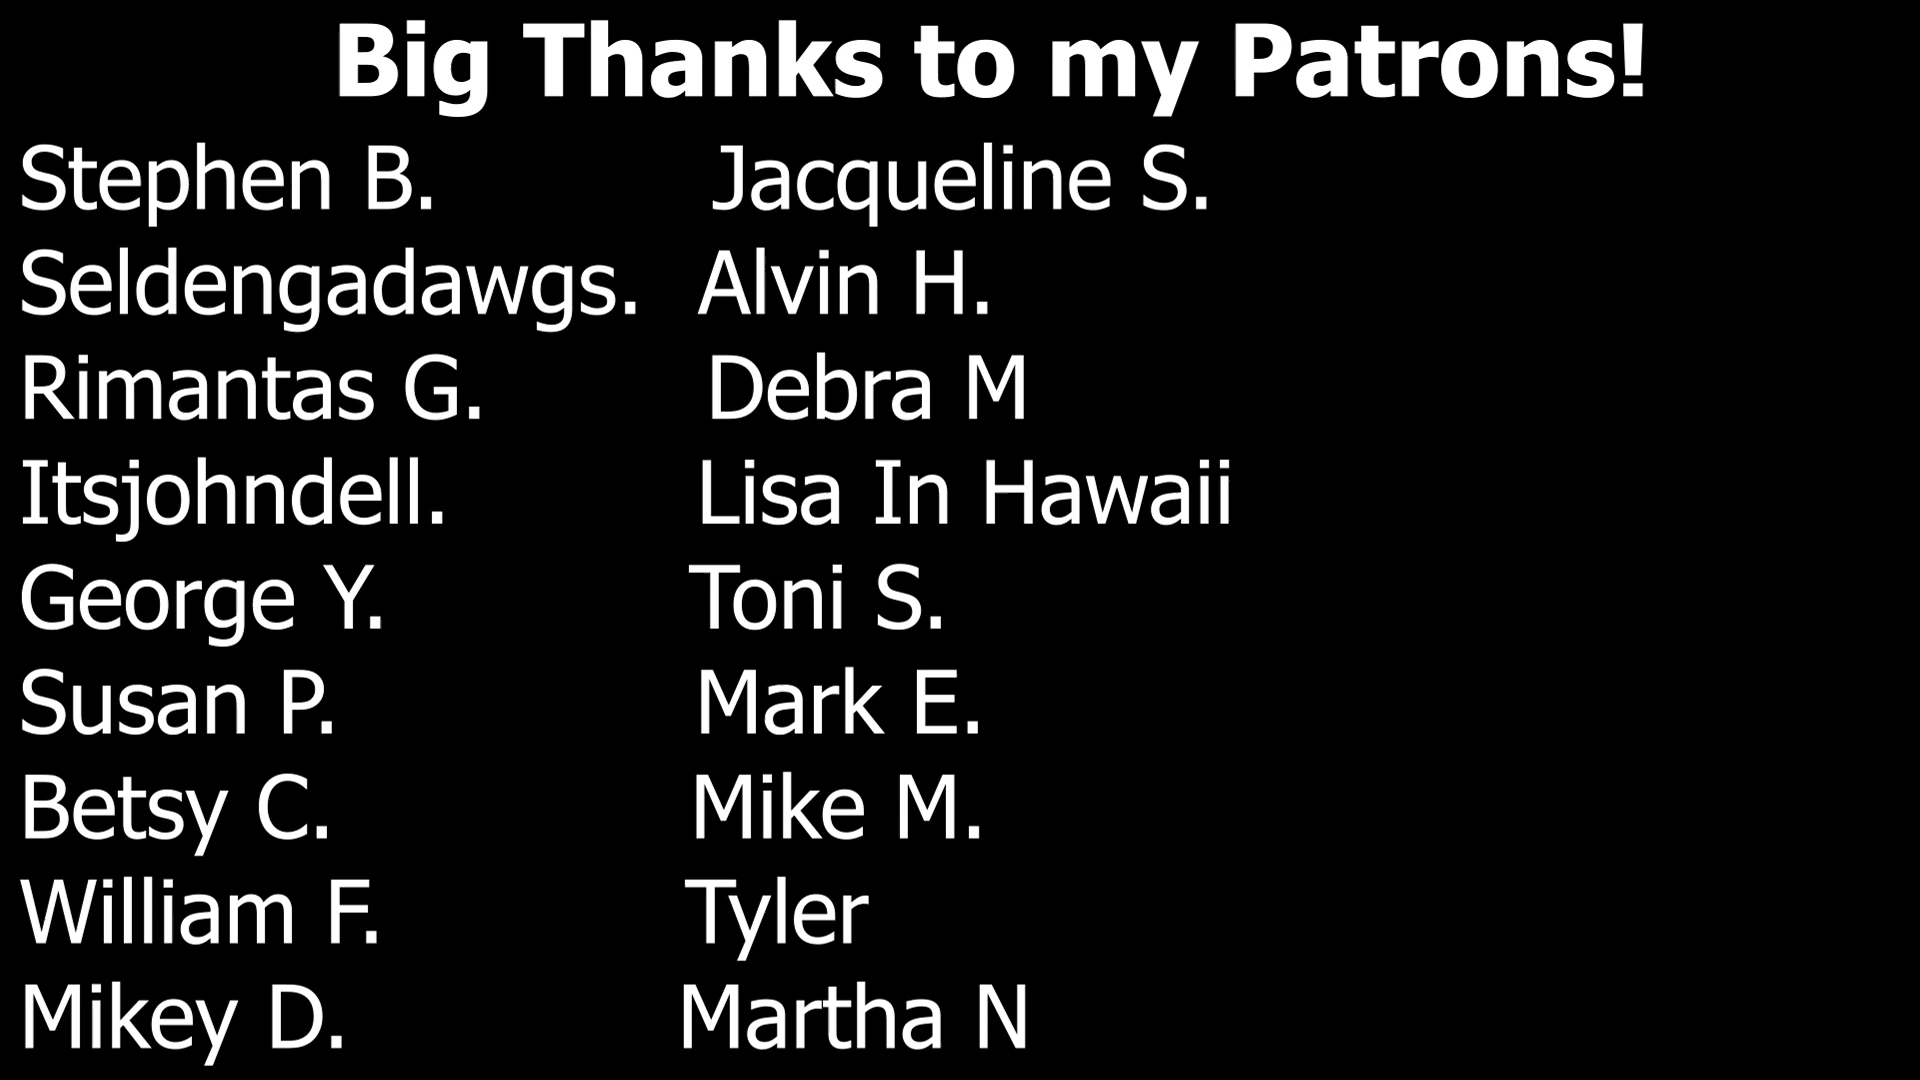 Big Thanks to my Patrons!
Stephen B. Jacqueline S.
Seldengadawgs. Alvin H.
Rimantas G. Debra M
Itsjohndell. Lisa In Hawaii
George Y. Toni S.
Susan P. Mark E.
Betsy C. Mike M.
William F. Tyler
Mikey D. Martha N